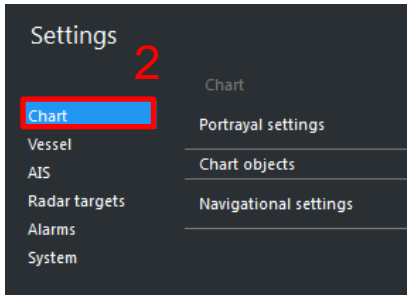 Settings
2
Chart
Chart
Portrayal settings
Vessel
Chart objects
AIS
Radar targets
Navigational settings
Alarms
System